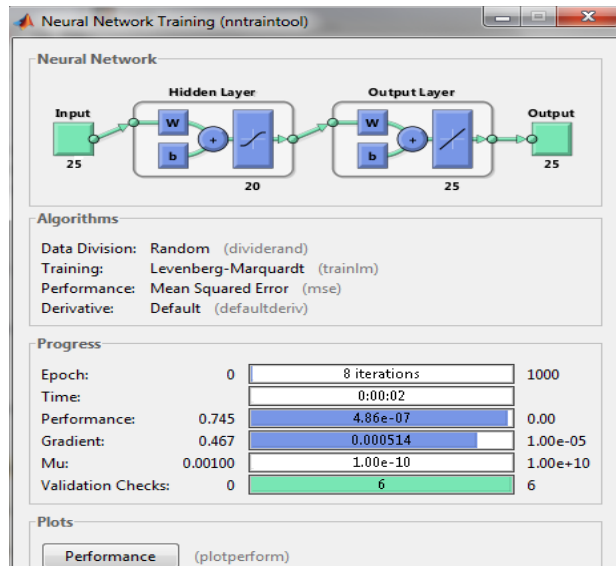 Neural Network Training (nntraintool)
Neural Network
Hidden Layer
Output Layer
Input
Output
W
W
b
+
b
+
25
20
25
25
Algorithms
Data Division: Random (dividerand)
Training: Levenberg-Marquardt (trainlm)
Performance: Mean Squared Error (mse)
Derivative: Default (defaultderiv)
Progress
Epoch: 0 8 iterations 1000
Time: 0:00:02
Performance: 0.745 4.86e-07 0.00
Gradient: 0.467 0.000514 1.00e-05
Mu: 0.00100 1.00e-10 1.00e+10
Validation Checks: 0 6 6
Plots
Performance (plotperform)